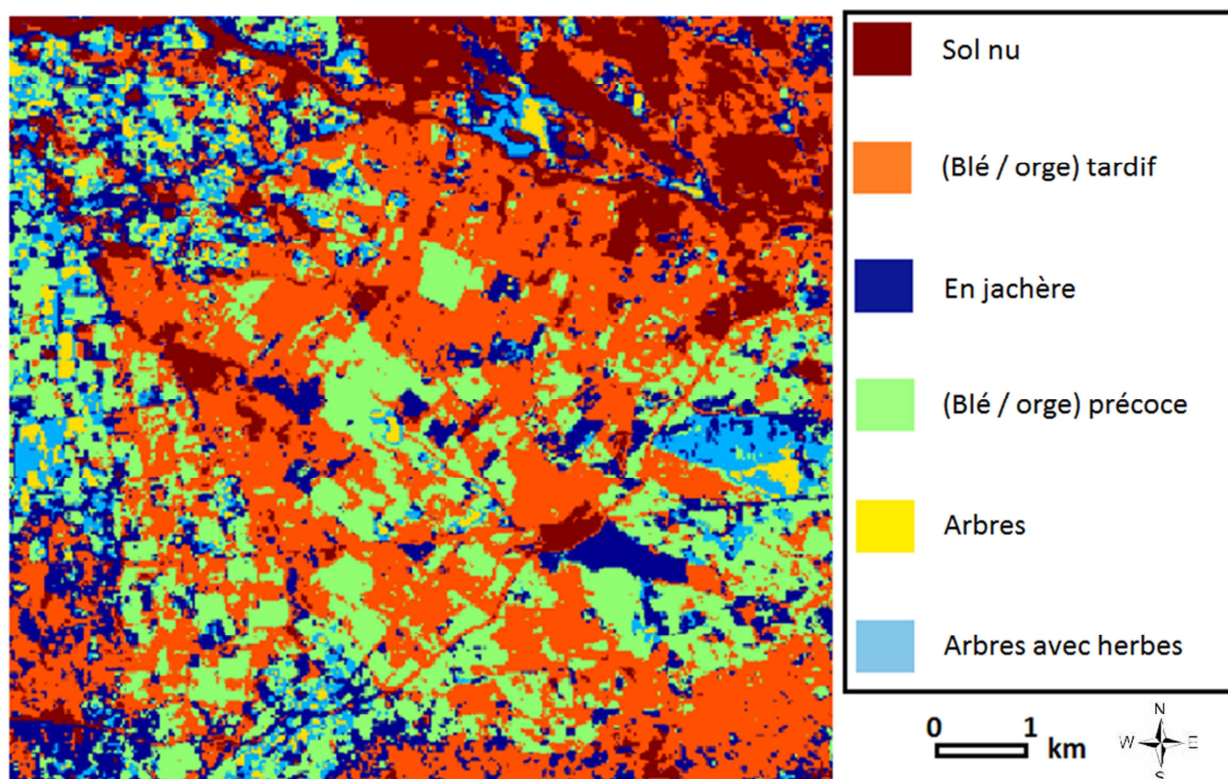 Sol nu
(Blé / orge) tardif
En jachère
(Blé / orge) précoce
Arbres
Arbres avec herbes
0 1
km
N
W E
S